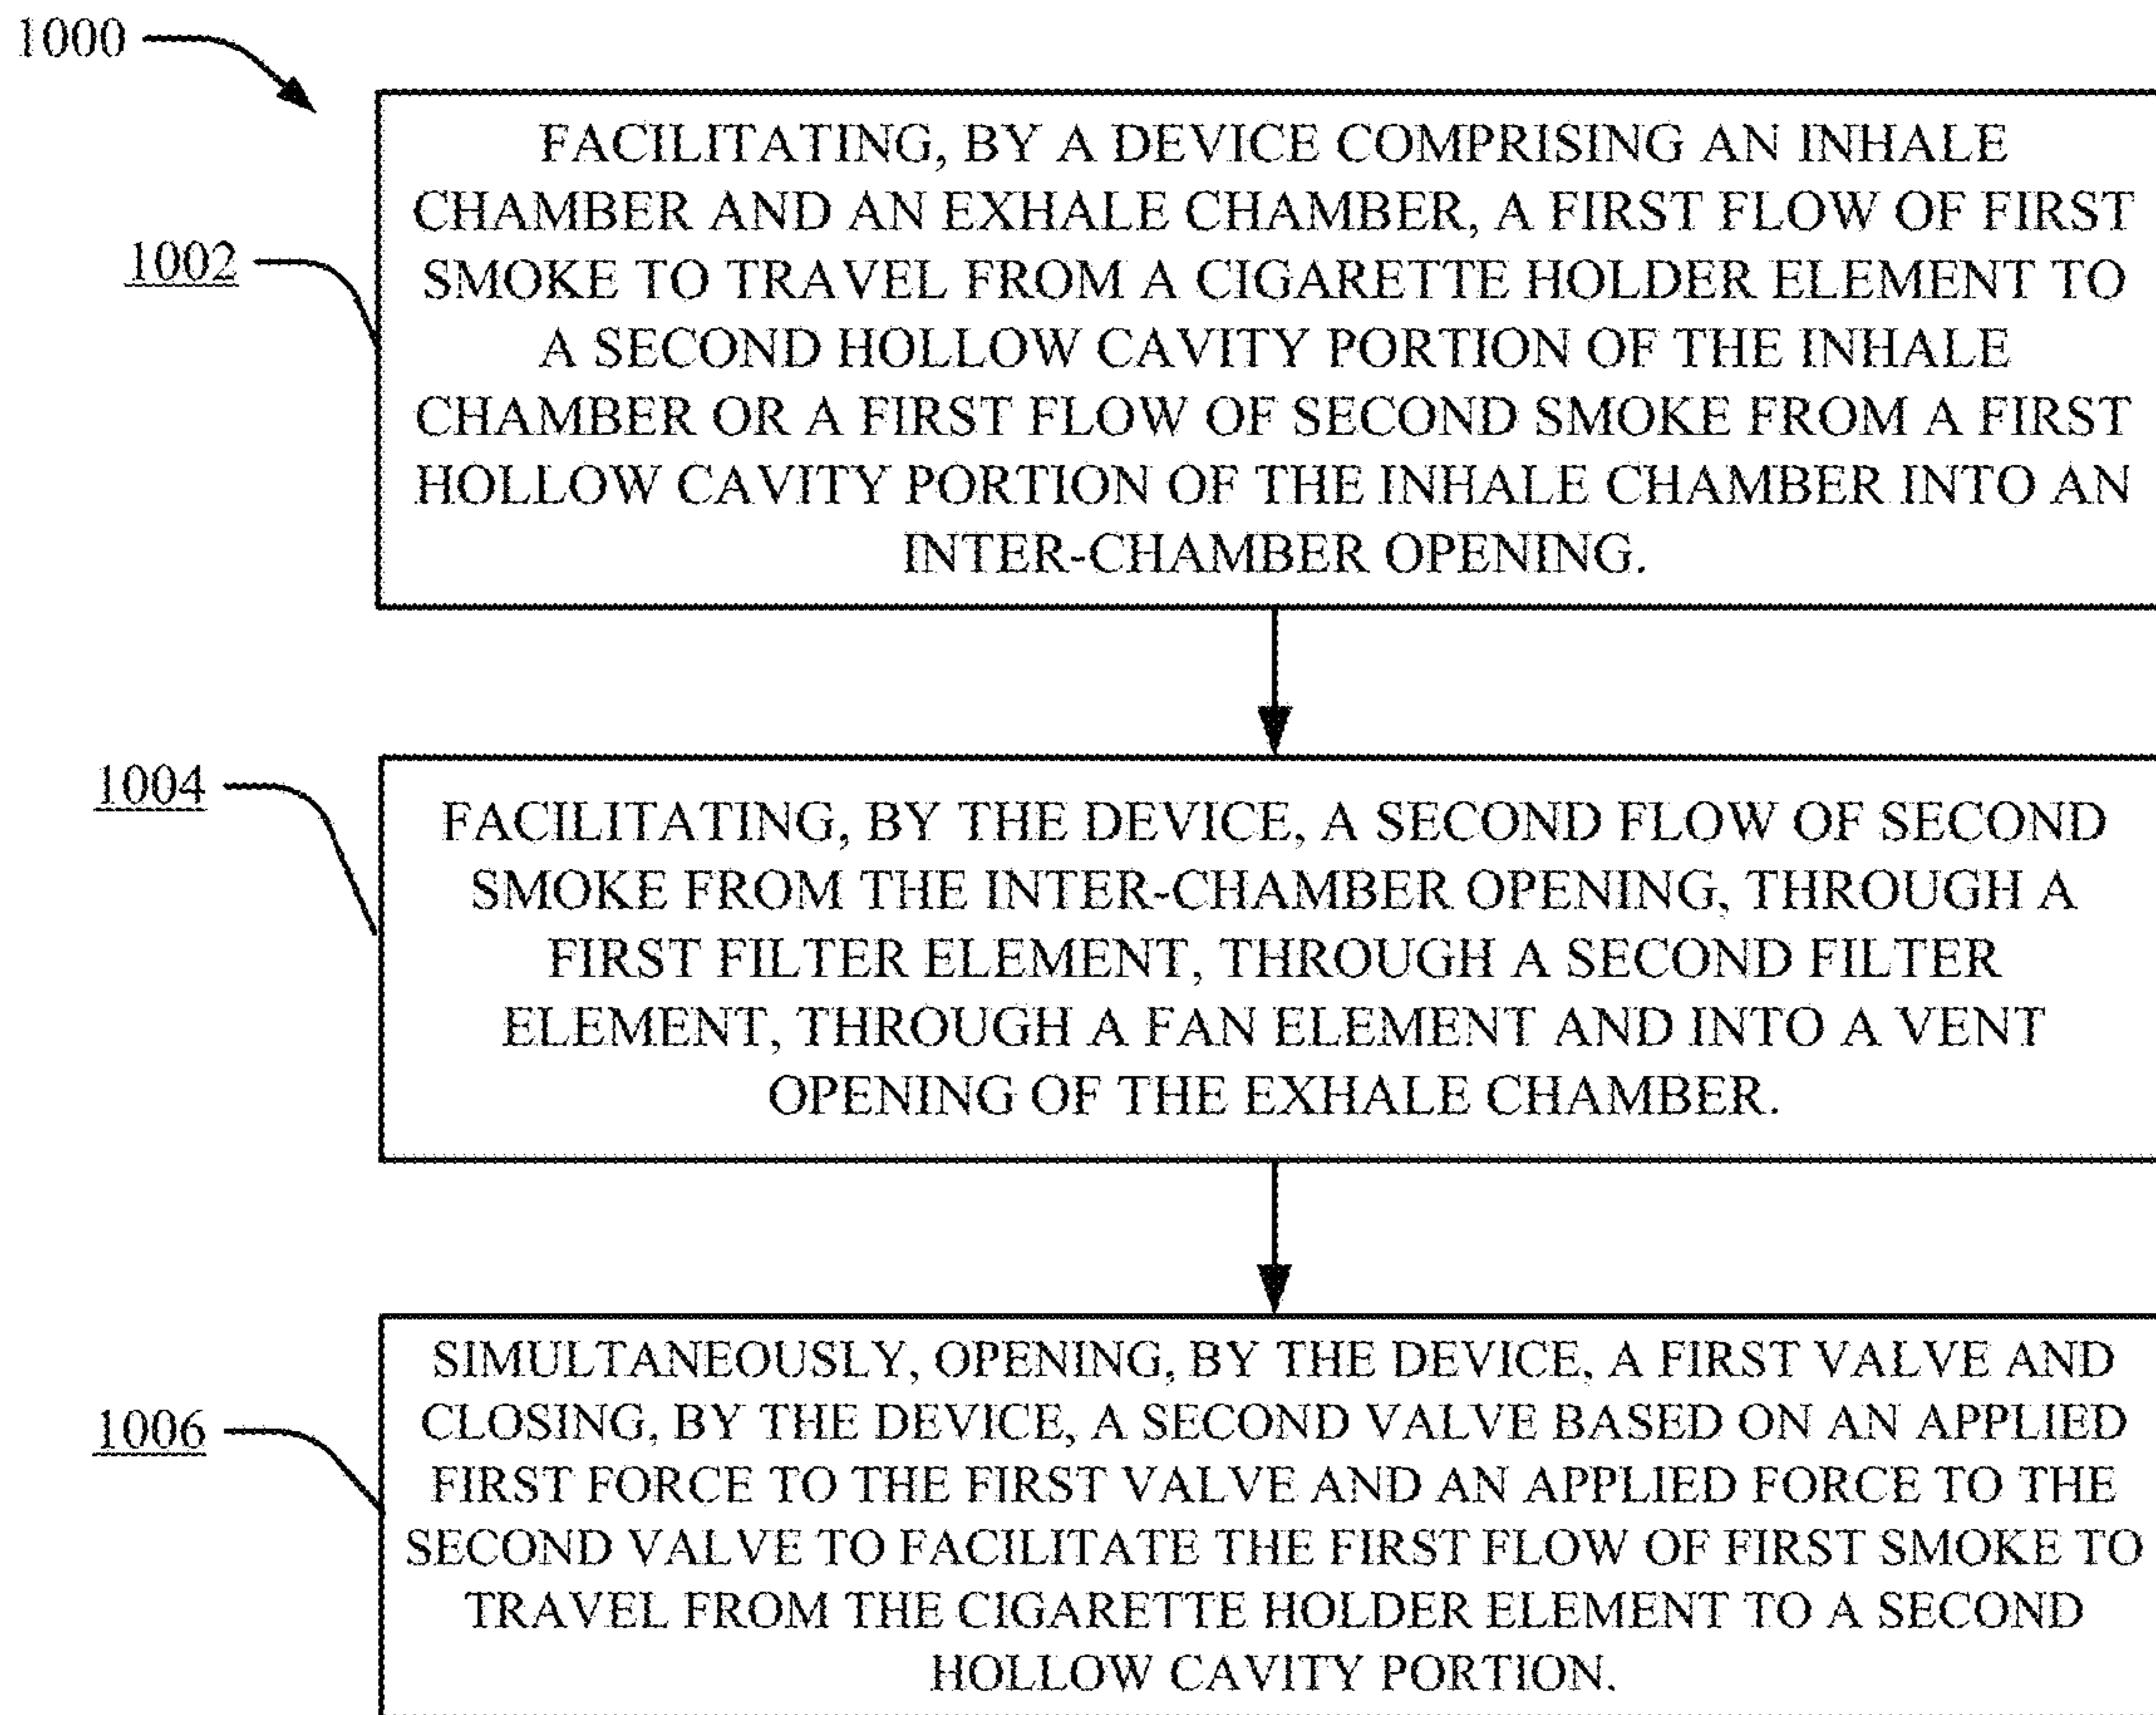 1000
FACILITATING, BY A DEVICE COMPRISING AN INHALE
CHAMBER AND AN EXHALE CHAMBER, A FIRST FLOW OF FIRST
1002
SMOKE TO TRAVEL FROM A CIGARETTE HOLDER ELEMENT TO
A SECOND HOLLOW CAVITY PORTION OF THE INHALE
CHAMBER OR A FIRST FLOW OF SECOND SMOKE FROM A FIRST
HOLLOW CAVITY PORTION OF THE INHALE CHAMBER INTO AN
INTER-CHAMBER OPENING.
1004
FACILITATING, BY THE DEVICE, A SECOND FLOW OF SECOND
SMOKE FROM THE INTER-CHAMBER OPENING, THROUGH A
FIRST FILTER ELEMENT, THROUGH A SECOND FILTER
ELEMENT, THROUGH A FAN ELEMENT AND INTO A VENT
OPENING OF THE EXHALE CHAMBER.
SIMULTANEOUSLY, OPENING, BY THE DEVICE, A FIRST VALVE AND
1006
CLOSING, BY THE DEVICE, A SECOND VALVE BASED ON AN APPLIED
FIRST FORCE TO THE FIRST VALVE AND AN APPLIED FORCE TO THE
SECOND VALVE TO FACILITATE THE FIRST FLOW OF FIRST SMOKE TO
TRAVEL FROM THE CIGARETTE HOLDER ELEMENT TO A SECOND
HOLLOW CAVITY PORTION.